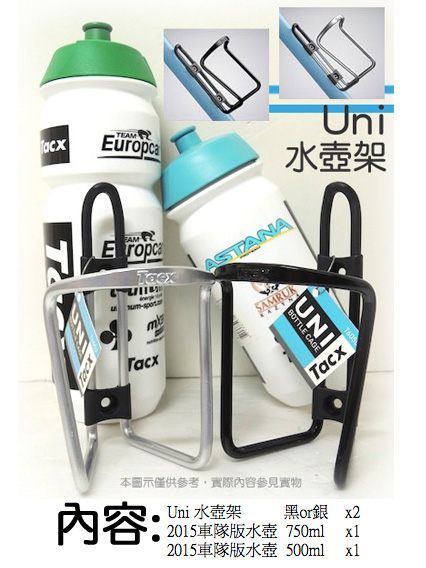 Uni
水壺架
Tacx
TEAM
Europcar
Europcar
Tacx
ASTANA
SAMRUK
KAZYNA
Tacx
UNI
UNI
BOTTLE CAGE
Tacx
本圖示僅供參考，實際內容參見實物
內容:
Uni 水壺架 黑or銀 x2
2015車隊版水壺 750ml x1
2015車隊版水壺 500ml x1